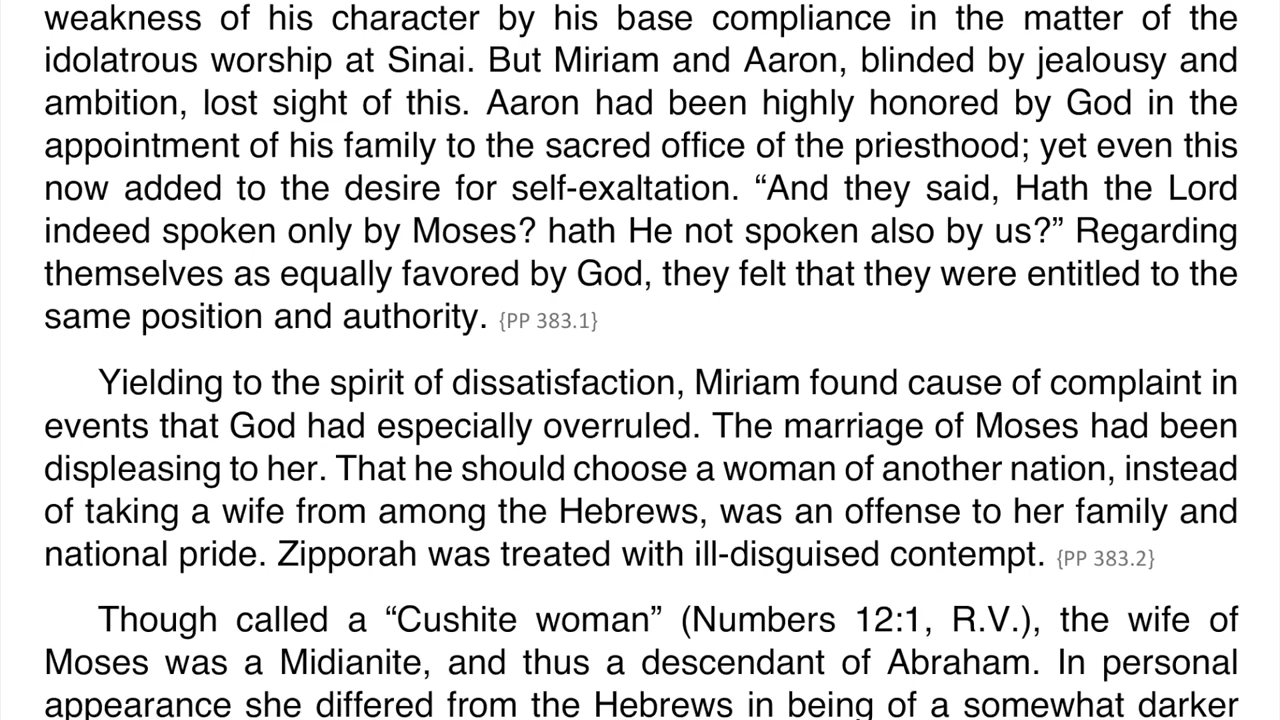 weakness of his character by his base compliance in the matter of the
idolatrous worship at Sinai. But Miriam and Aaron, blinded by jealousy and
ambition, lost sight of this. Aaron had been highly honored by God in the
appointment of his family to the sacred office of the priesthood; yet even this
now added to the desire for self-exaltation. “And they said, Hath the Lord
indeed spoken only by Moses? hath He not spoken also by us?” Regarding
themselves as equally favored by God, they felt that they were entitled to the
same position and authority. {PP 383.1}
Yielding to the spirit of dissatisfaction, Miriam found cause of complaint in
events that God had especially overruled. The marriage of Moses had been
displeasing to her. That he should choose a woman of another nation, instead
of taking a wife from among the Hebrews, was an offense to her family and
national pride. Zipporah was treated with ill-disguised contempt. {PP 383.2}
Though called a “Cushite woman” (Numbers 12:1, R.V.), the wife of
Moses was a Midianite, and thus a descendant of Abraham. In personal
appearance she differed from the Hebrews in being of a somewhat darker